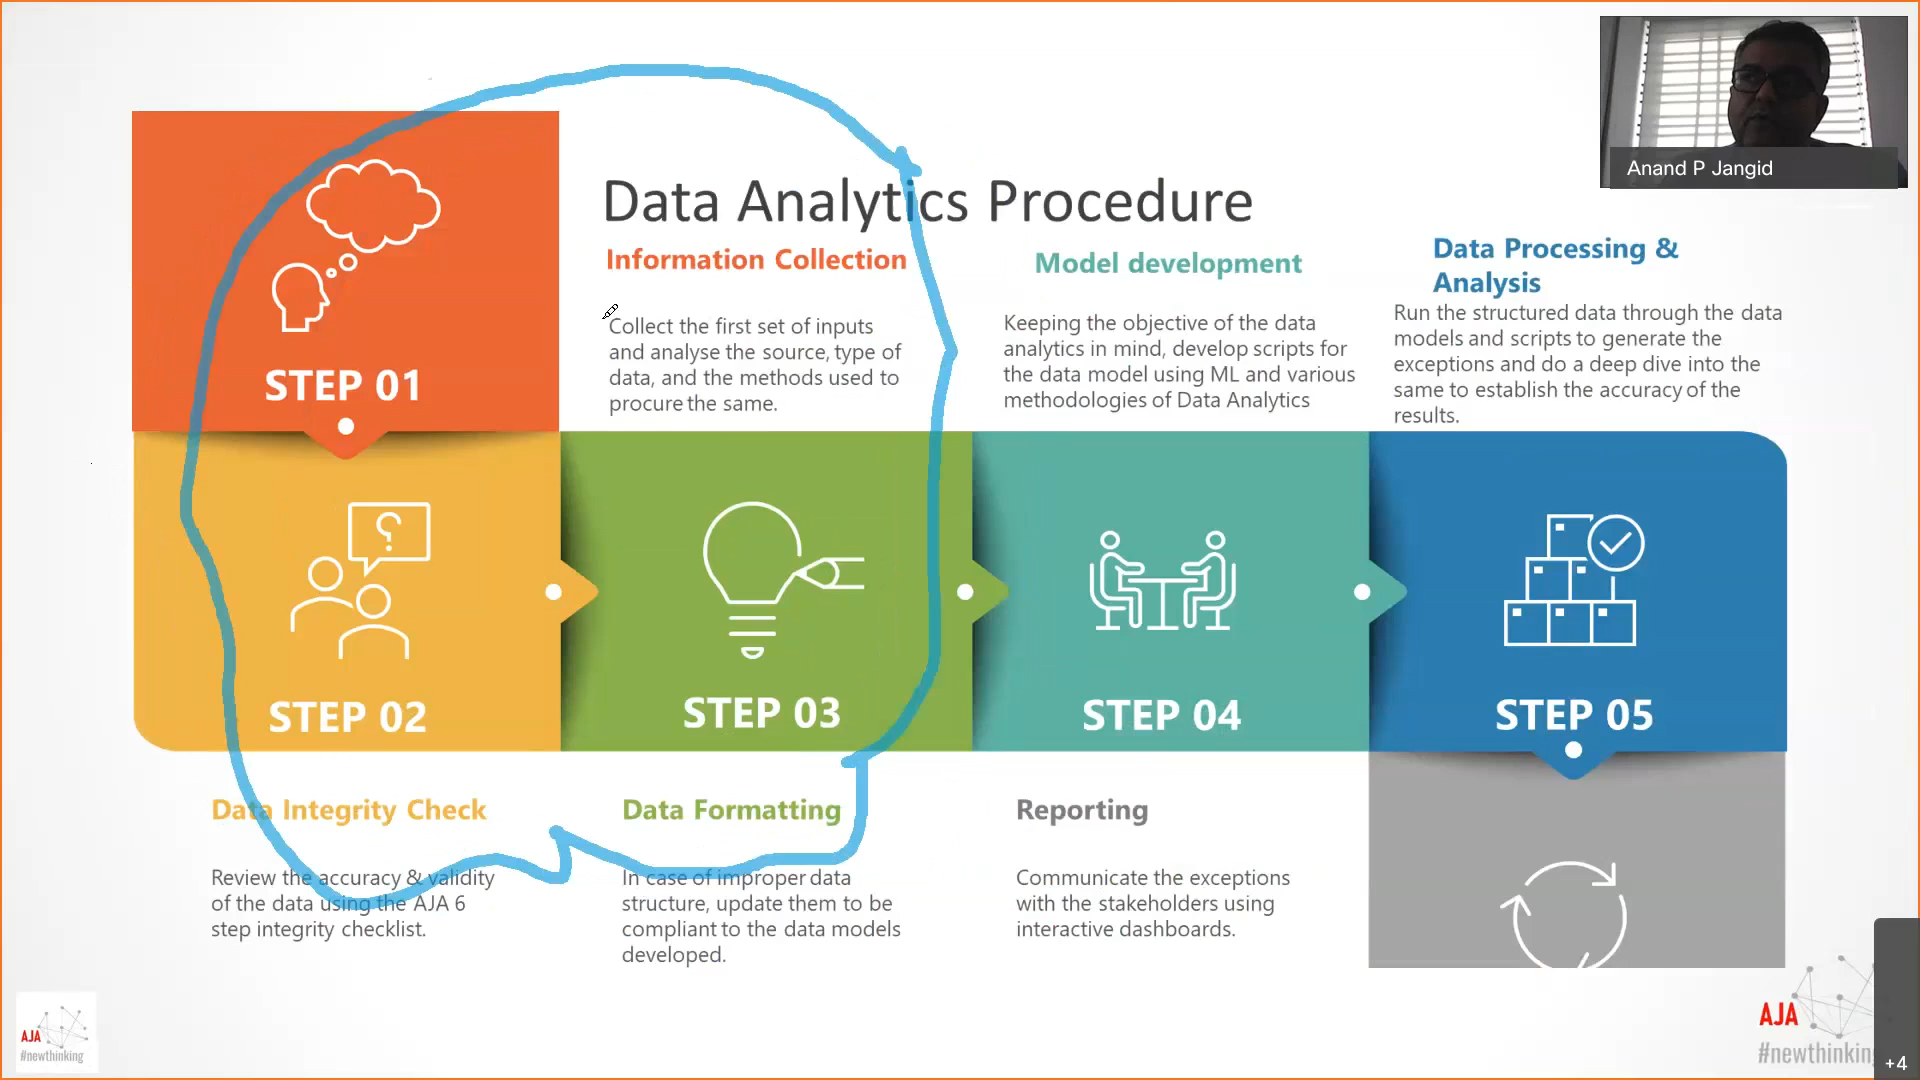 Anand P Jangid
Data Analytics Procedure
STEP 01
Information Collection
Collect the first set of inputs
and analyse the source, type of
data, and the methods used to
procure the same.
Model development
Keeping the objective of the data
analytics in mind, develop scripts for
the data model using ML and various
methodologies of Data Analytics
Data Processing &
Analysis
Run the structured data through the data
models and scripts to generate the
exceptions and do a deep dive into the
same to establish the accuracy of the
results.
STEP 02
STEP 03
STEP 04
STEP 05
Data Integrity Check
Review the accuracy & validity
of the data using the AJA 6
step integrity checklist.
Data Formatting
In case of improper data
structure, update them to be
compliant to the data models
developed.
Reporting
Communicate the exceptions
with the stakeholders using
interactive dashboards.
AJA
#newthinking
AJA
#newthinkin
+4